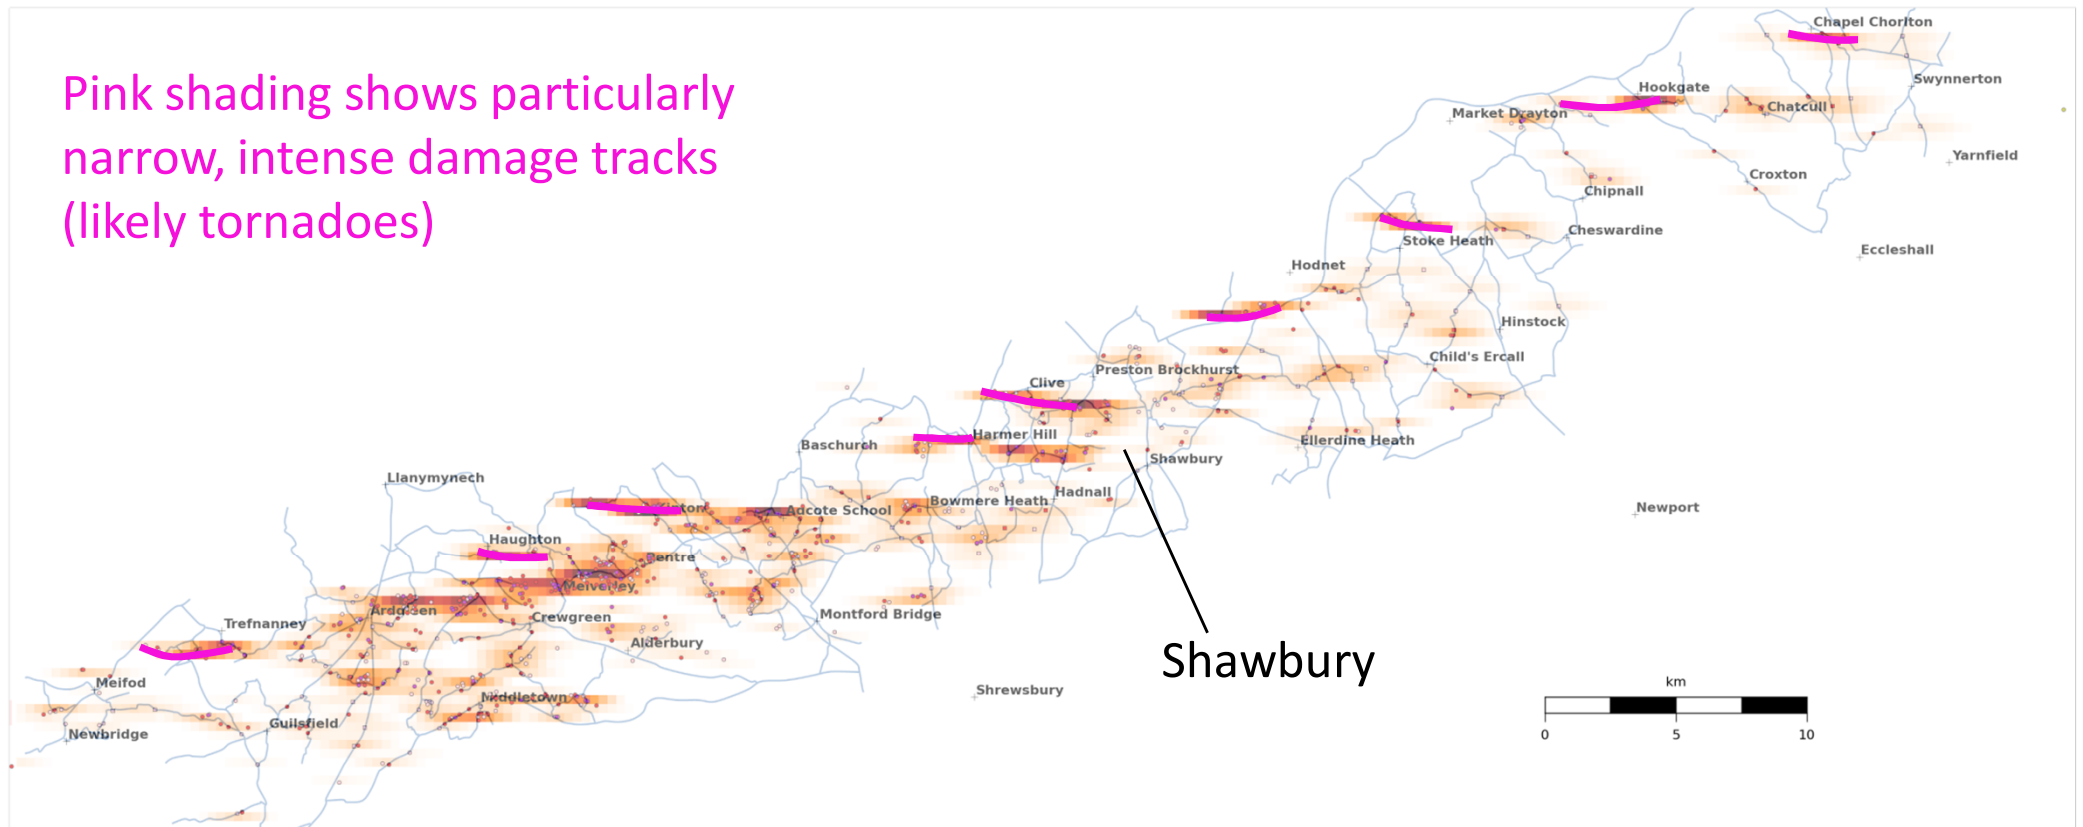 Pink shading shows particularly
narrow, intense damage tracks
(likely tornadoes)
Chapel Chorlton
Swynnerton
Hookgate
Chatcull
Market Drayton
Yarnfield
Croxton
Chipnall
Cheswardine
Stoke Heath
Eccleshall
Hodnet
Hinstock
Child's Ercall
Preston Brockhurst
Clive
Harmer Hill
Baschurch
Ellerdine Heath
Shawbury
Llanymynech
Hadnall
Bowmere Heath
Adcote School
Newport
Haughton
Melverley
Ardgreen
Montford Bridge
Crewgreen
Trefnanney
Alderbury
Shawbury
Meifod
Shrewsbury
Middletown
Guilsfield
Newbridge
km
0 5 10